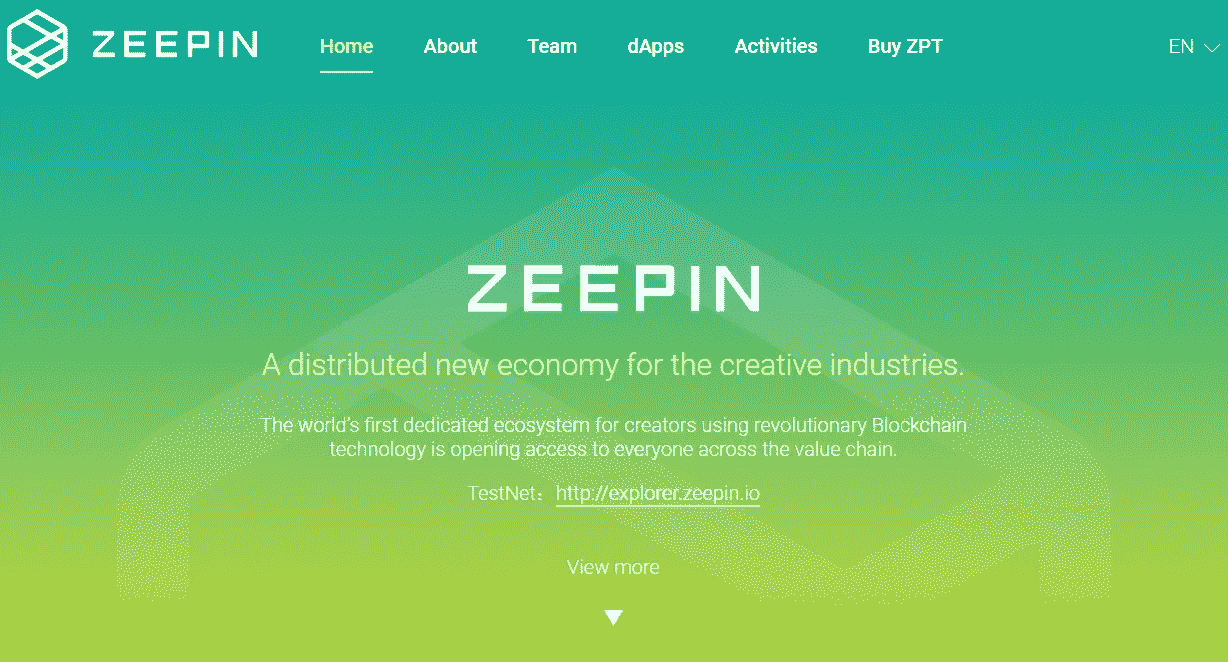 ZEEPIN Home About Team dApps Activities Buy ZPT EN
ZEEPIN
A distributed new economy for the creative industries.
The world's first dedicated ecosystem for creators using revolutionary Blockchain
technology is opening access to everyone across the value chain.
TestNet：http://explorer.zeepin.io
View more